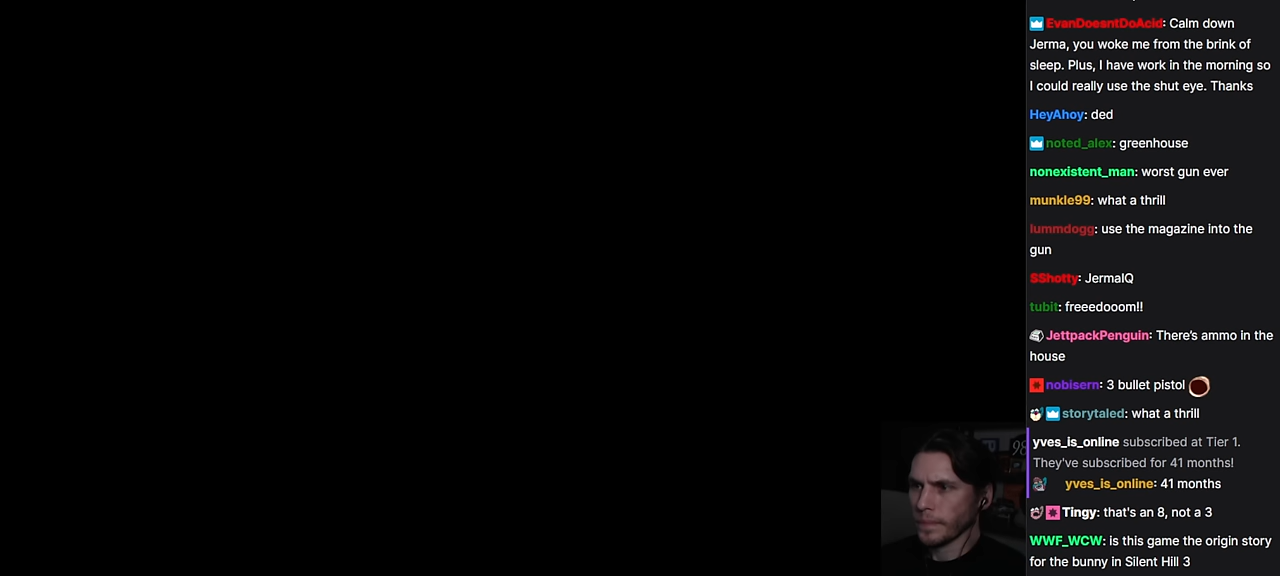 EvanDoesntDoAcid: Calm down
Jerma, you woke me from the brink of
sleep. Plus, I have work in the morning so
I could really use the shut eye. Thanks
HeyAhoy: ded
noted_alex: greenhouse
nonexistent_man: worst gun ever
munkle99: what a thrill
lummdogg: use the magazine into the
gun
SShotty: JermaIQ
tubit: freeedooom!!
JettpackPenguin: There's ammo in the
house
nobisern: 3 bullet pistol
storytaled: what a thrill
yves_is_online subscribed at Tier 1.
They've subscribed for 41 months!
yves_is_online: 41 months
Tingy: that's an 8, not a 3
WWF_WCW: is this game the origin story
for the bunny in Silent Hill 3